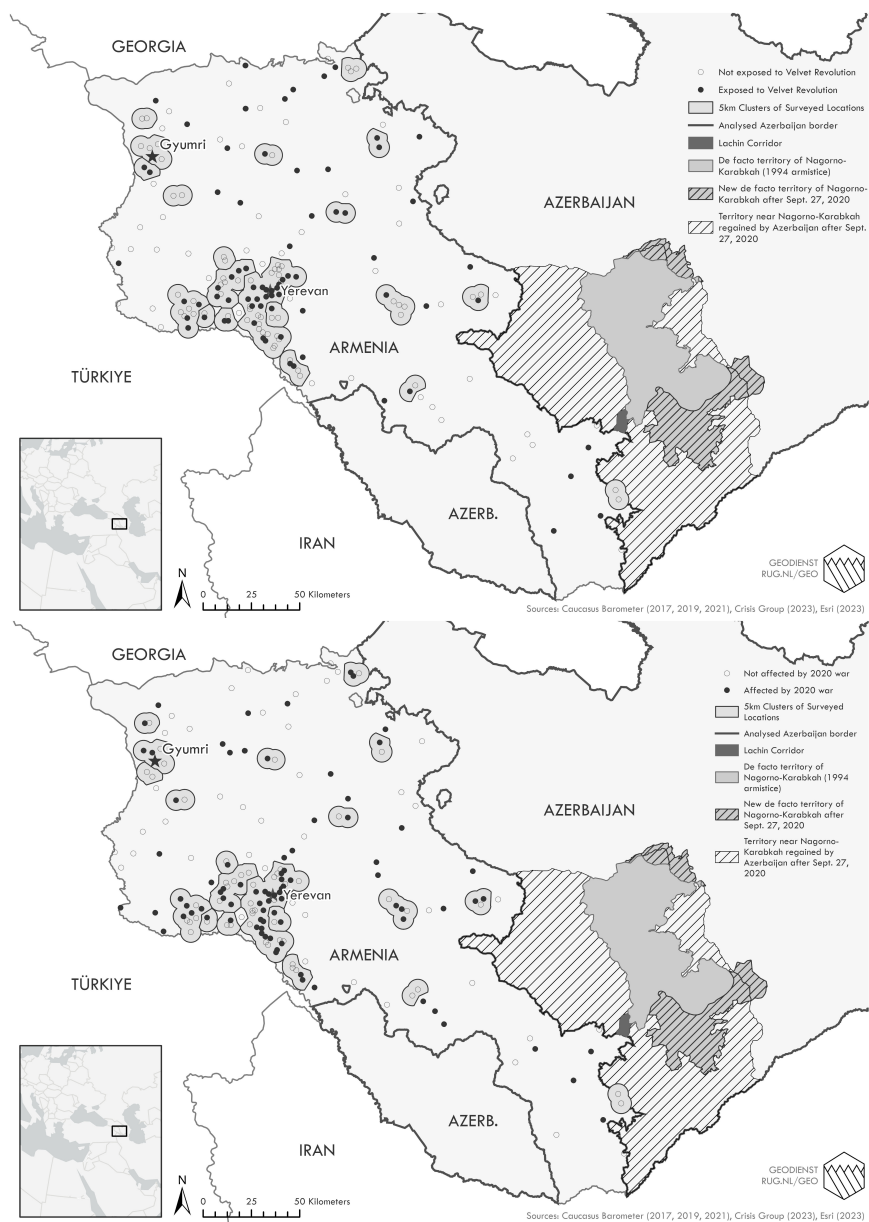 GEORGIA
Not exposed to Velvet Revolution
Exposed to Velvet Revolution
5km Clusters of Surveyed Locations
Analysed Azerbaijan border
Lachin Corridor
De facto territory of Nagorno-
Karabkah (1994 armistice)
New de facto territory of Nagorno-
Karabkah after Sept. 27, 2020
Territory near Nagorno-Karabkah
regained by Azerbaijan after Sept.
27, 2020
Gyumri
AZERBAIJAN
Yerevan
ARMENIA
TÜRKIYE
AZERB.
IRAN
N
0 25 50 Kilometers
GEODIENST
RUG.NL/GEO
Sources: Caucasus Barometer (2017, 2019, 2021), Crisis Group (2023), Esri (2023)
GEORGIA
Not affected by 2020 war
Affected by 2020 war
5km Clusters of Surveyed
Locations
Analysed Azerbaijan border
Lachin Corridor
De facto territory of
Nagorno-Karabkah (1994
armistice)
New de facto territory of
Nagorno-Karabkah after
Sept. 27, 2020
Territory near Nagorno-
Karabkah regained by
Azerbaijan after Sept. 27,
2020
Gyumri
AZERBAIJAN
Yerevan
ARMENIA
TÜRKIYE
AZERB.
IRAN
N
0 25 50 Kilometers
GEODIENST
RUG.NL/GEO
Sources: Caucasus Barometer (2017, 2019, 2021), Crisis Group (2023), Esri (2023)